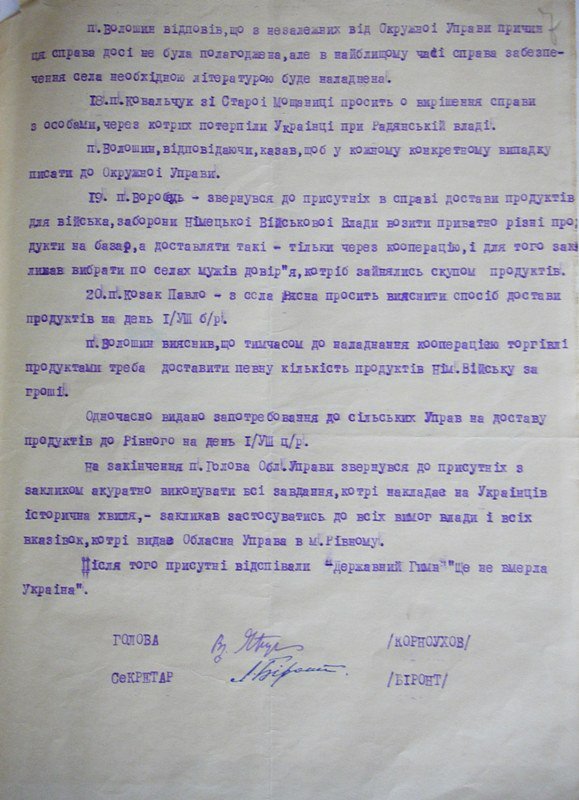 7
п.Волошин відповів,що з незалежних від Окружної Управи причин
ця справа досі не була полагоджена,але в найблищому часі справа забезпе-
чення села необхідною літературою буде наладнена.
18.п.Ковальчук зі Староі Мощаниці просить о вирішення справи
з особами,через котрих потерпіли Українці при Радянській владі.
п.Волошин,відповідаючи,казав,щоб у кожному конкретному випадку
писати до Окружноі Управи.
19. п.Воробець - звернувся до присутніх в справі достави продуктів
для війська,заборони Німецької Військової Влади возити приватно різні про
дукти на базар,а доставляти такі - тільки через кооперацію,і для того зак
ликав вибрати по селах мужів довір"я,котріб зайнялись скупом продуктів.
20.п.Козак Павло - з села Рясна просить вияснити спосіб достави
продуктів на день І/УШ б/р.
п.Волошин вияснив,що тимчасом до наладнання кооперацією торгівлі
продуктами треба доставити певну кількість продуктів Нім.Війську за
гроші.
Одночасно видано запотребовання до сільських Управ на доставу
продуктів до Рівного на день І/УШ ц/р.
На закінчення п.Голова Обл.Управи звернувся до присутніх з
закликом акуратно виконувати всі завдання,котрі накладає на Українців
історична хвиля,- закликав застосуватись до всіх вимог влади і всіх
вказівок,котрі видає Обласна Управа в м.Рівному.
Після того присутні відспівали "Державний Гимн" "Ще не вмерла
Україна".
ГОЛОВА /КОРНОУХОВ/
СеКРЕТАР Біронт. /БІРОНТ/